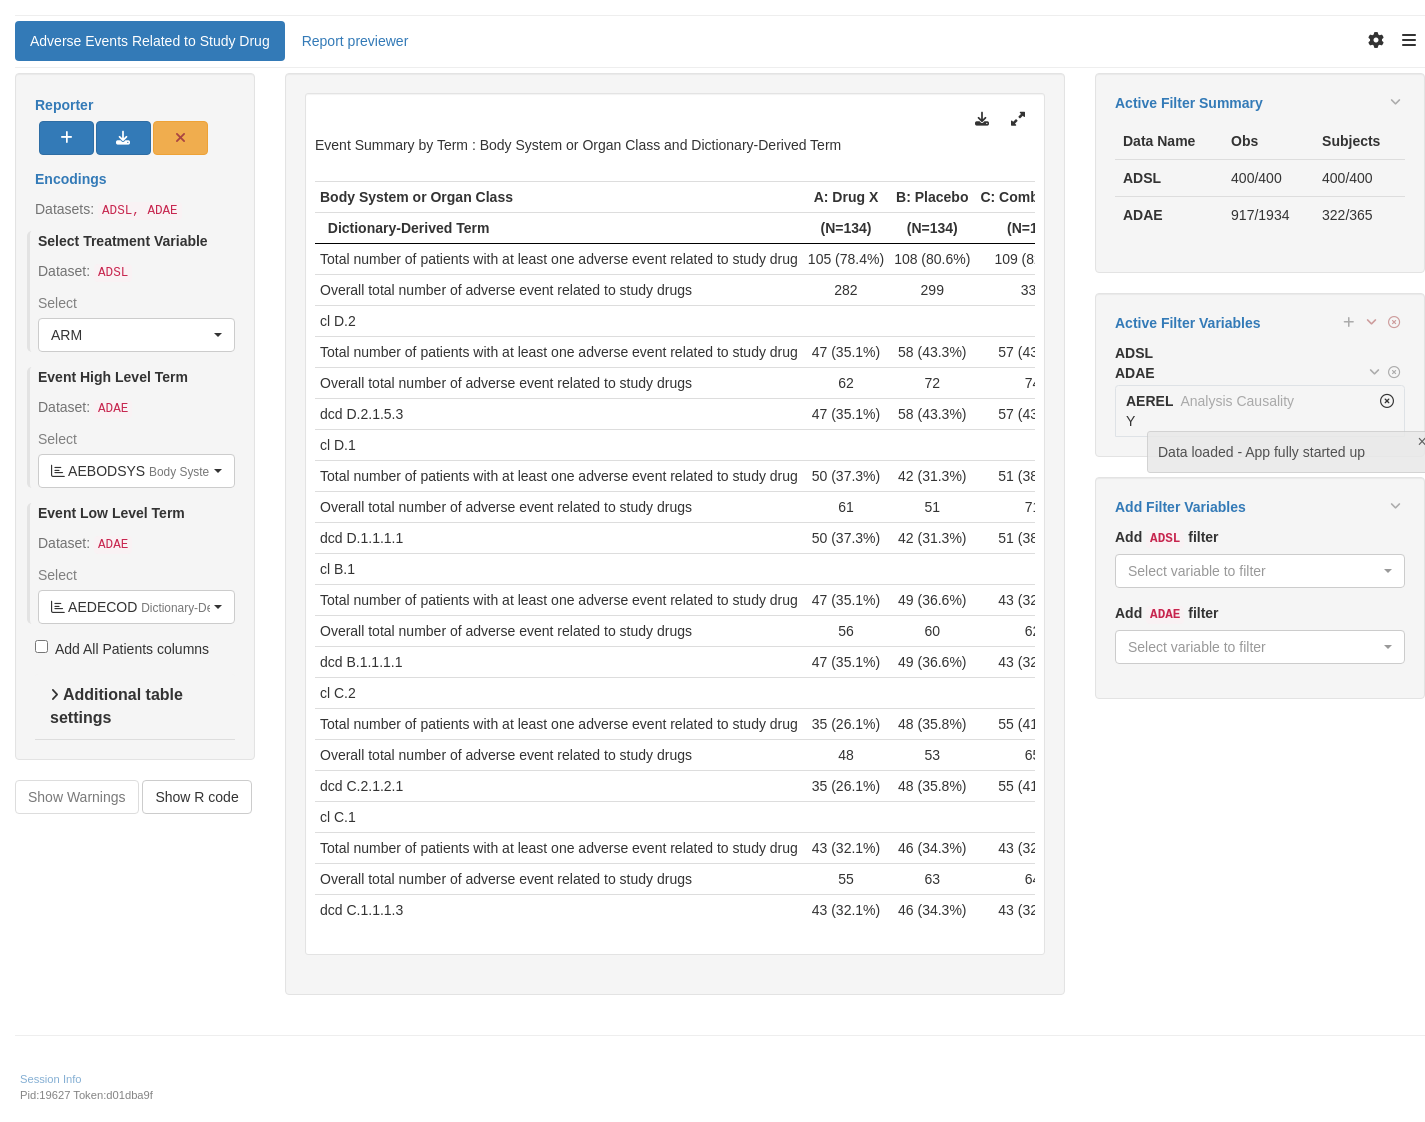 Adverse Events Related to Study Drug
Report previewer
Reporter
Encodings
Datasets: ADSL, ADAE
Select Treatment Variable
Dataset: ADSL
Select
ARM
Event High Level Term
Dataset: ADAE
Select
AEBODSYS Body Syste
Event Low Level Term
Dataset: ADAE
Select
AEDECOD Dictionary-De
Add All Patients columns
Additional table
settings
Show Warnings
Show R code
Event Summary by Term : Body System or Organ Class and Dictionary-Derived Term
Body System or Organ Class A: Drug X B: Placebo C: Comb
Dictionary-Derived Term (N=134) (N=134) (N=1
Total number of patients with at least one adverse event related to study drug 105 (78.4%) 108 (80.6%) 109 (8
Overall total number of adverse event related to study drugs 282 299 33
cl D.2
Total number of patients with at least one adverse event related to study drug 47 (35.1%) 58 (43.3%) 57 (43
Overall total number of adverse event related to study drugs 62 72 74
dcd D.2.1.5.3 47 (35.1%) 58 (43.3%) 57 (43
cl D.1
Total number of patients with at least one adverse event related to study drug 50 (37.3%) 42 (31.3%) 51 (38
Overall total number of adverse event related to study drugs 61 51 71
dcd D.1.1.1.1 50 (37.3%) 42 (31.3%) 51 (38
cl B.1
Total number of patients with at least one adverse event related to study drug 47 (35.1%) 49 (36.6%) 43 (32
Overall total number of adverse event related to study drugs 56 60 62
dcd B.1.1.1.1 47 (35.1%) 49 (36.6%) 43 (32
cl C.2
Total number of patients with at least one adverse event related to study drug 35 (26.1%) 48 (35.8%) 55 (41
Overall total number of adverse event related to study drugs 48 53 65
dcd C.2.1.2.1 35 (26.1%) 48 (35.8%) 55 (41
cl C.1
Total number of patients with at least one adverse event related to study drug 43 (32.1%) 46 (34.3%) 43 (32
Overall total number of adverse event related to study drugs 55 63 64
dcd C.1.1.1.3 43 (32.1%) 46 (34.3%) 43 (32
Active Filter Summary
Data Name Obs Subjects
ADSL 400/400 400/400
ADAE 917/1934 322/365
Active Filter Variables
ADSL
ADAE
AEREL Analysis Causality
Y
Data loaded - App fully started up
Add Filter Variables
Add ADSL filter
Select variable to filter
Add ADAE filter
Select variable to filter
Session Info
Pid:19627 Token:d01dba9f